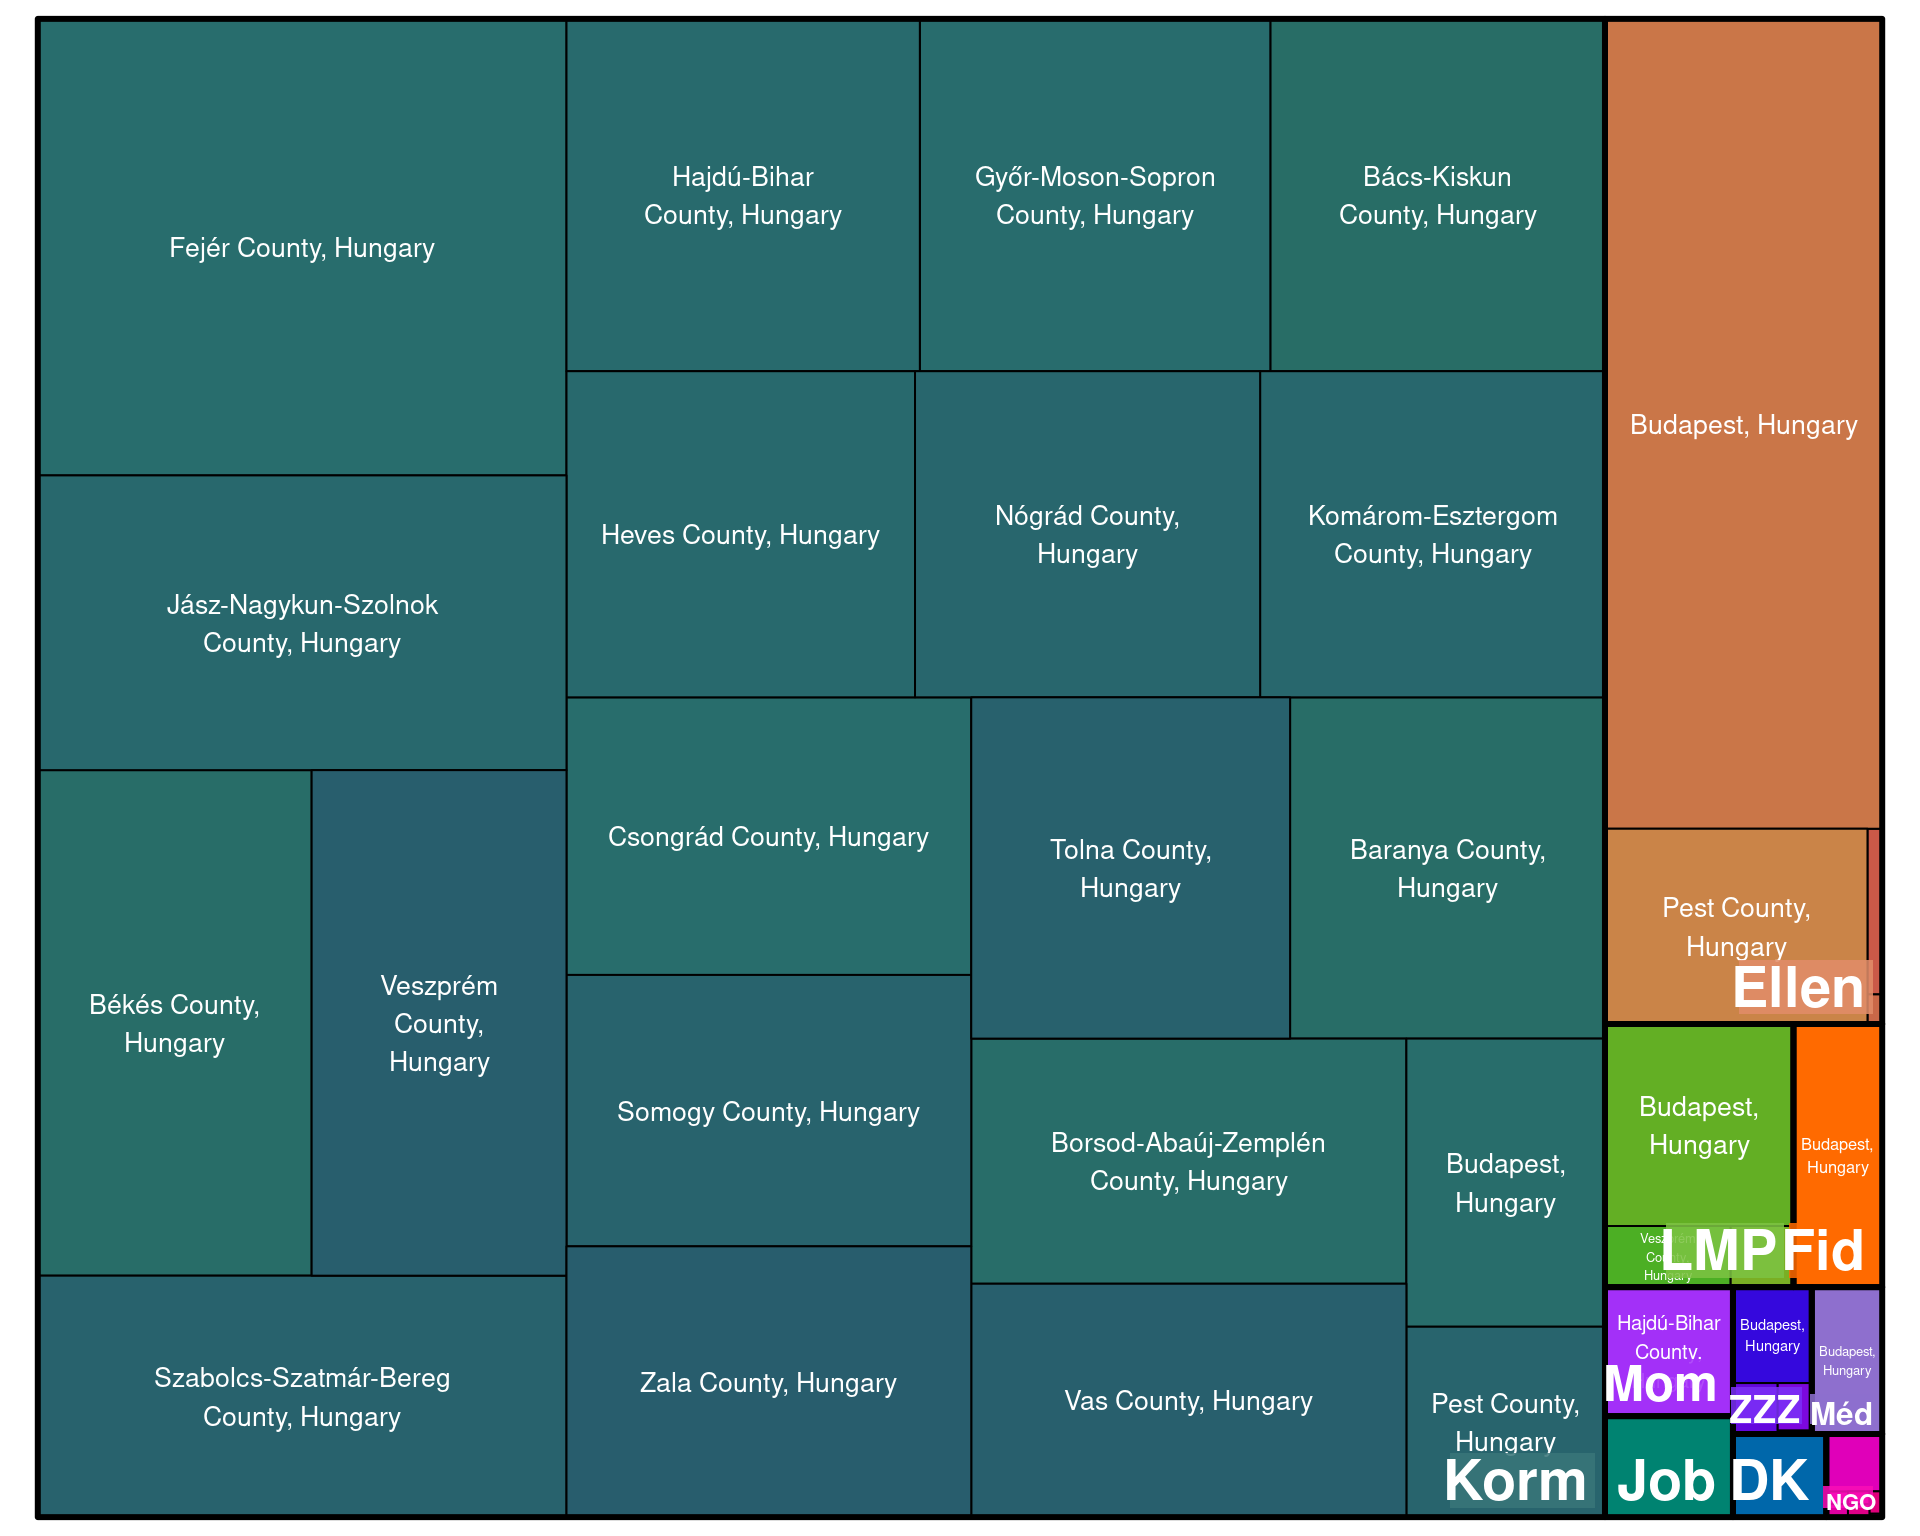 Fejér County, Hungary
Hajdú-Bihar
County, Hungary
Győr-Moson-Sopron
County, Hungary
Bács-Kiskun
County, Hungary
Budapest, Hungary
Jász-Nagykun-Szolnok
County, Hungary
Heves County, Hungary
Nógrád County,
Hungary
Komárom-Esztergom
County, Hungary
Békés County,
Hungary
Veszprém
County,
Hungary
Csongrád County, Hungary
Tolna County,
Hungary
Baranya County,
Hungary
Pest County,
Hungary
Ellen
Somogy County, Hungary
Borsod-Abaúj-Zemplén
County, Hungary
Budapest,
Hungary
Budapest,
Hungary
Budapest,
Hungary
Veszprém
County,
Hungary
LMP
Fid
Szabolcs-Szatmár-Bereg
County, Hungary
Zala County, Hungary
Vas County, Hungary
Pest County,
Hungary
Korm
Hajdú-Bihar
County,
Mom
Budapest,
Hungary
ZZZ
Budapest,
Hungary
Méd
Job
DK
NGO